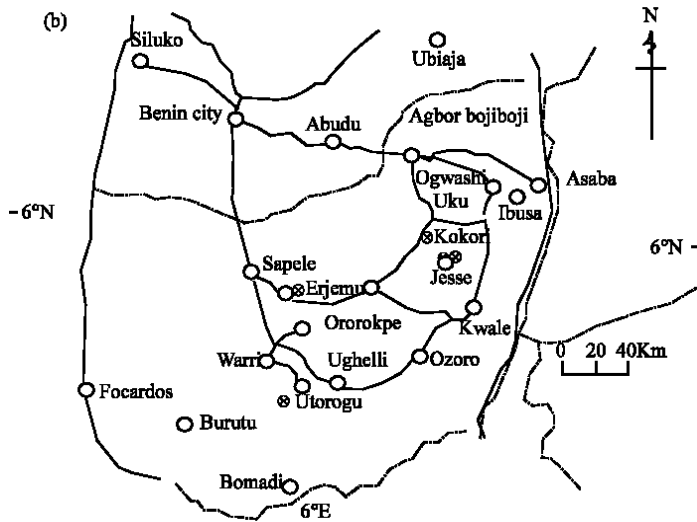 (b)
N
Siluko
Ubiaja
Benin city
Abudu
Agbor bojiboji
Ogwashi
Uku
Asaba
Ibusa
6°N
Kokori
6°N
Sapele
Jesse
Erjemu
Ororokpe
Kwale
0 20 40Km
Warri
Ughelli
Ozoro
Focardos
Utorogu
Burutu
Bomadi
6°E